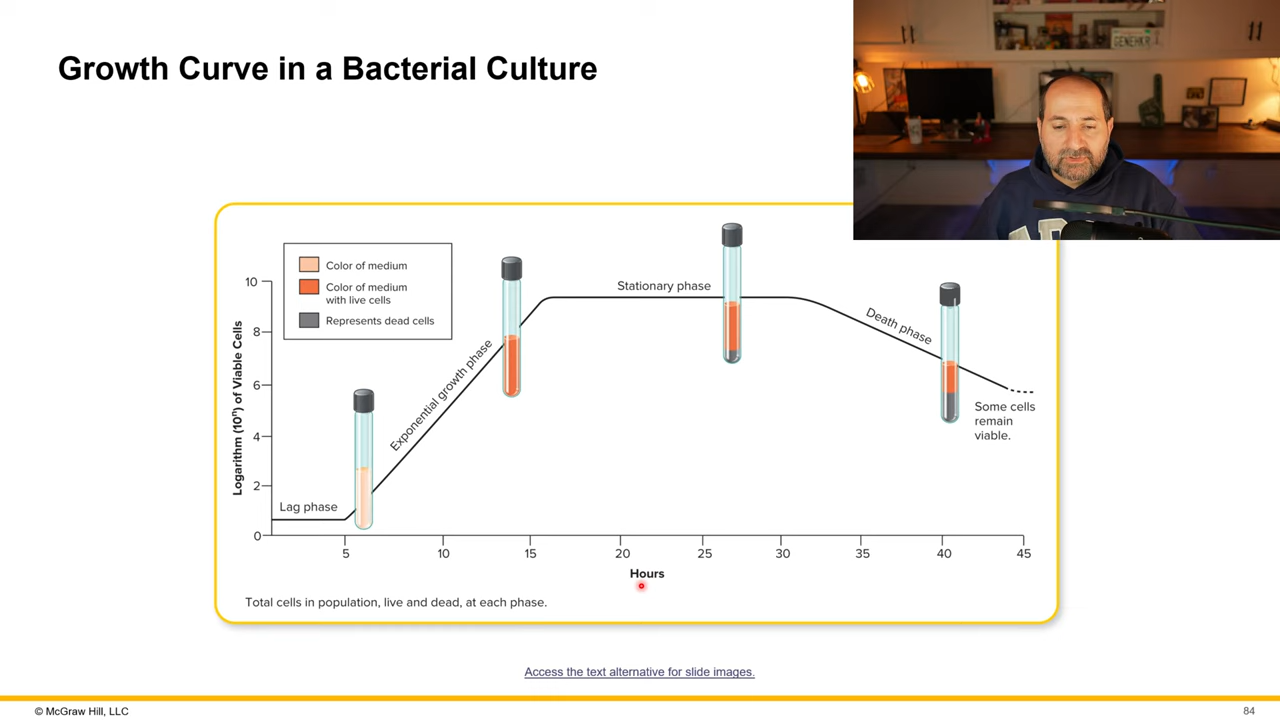 Growth Curve in a Bacterial Culture
GENEHKR
Color of medium
Color of medium
with live cells
Represents dead cells
Logarithm (10ⁿ) of Viable Cells
10
8
6
4
2
0
Lag phase
Exponential growth phase
Stationary phase
Death phase
Some cells
remain
viable.
5
10
15
20
25
30
35
40
45
Hours
Total cells in population, live and dead, at each phase.
Access the text alternative for slide images.
© McGraw Hill, LLC
84